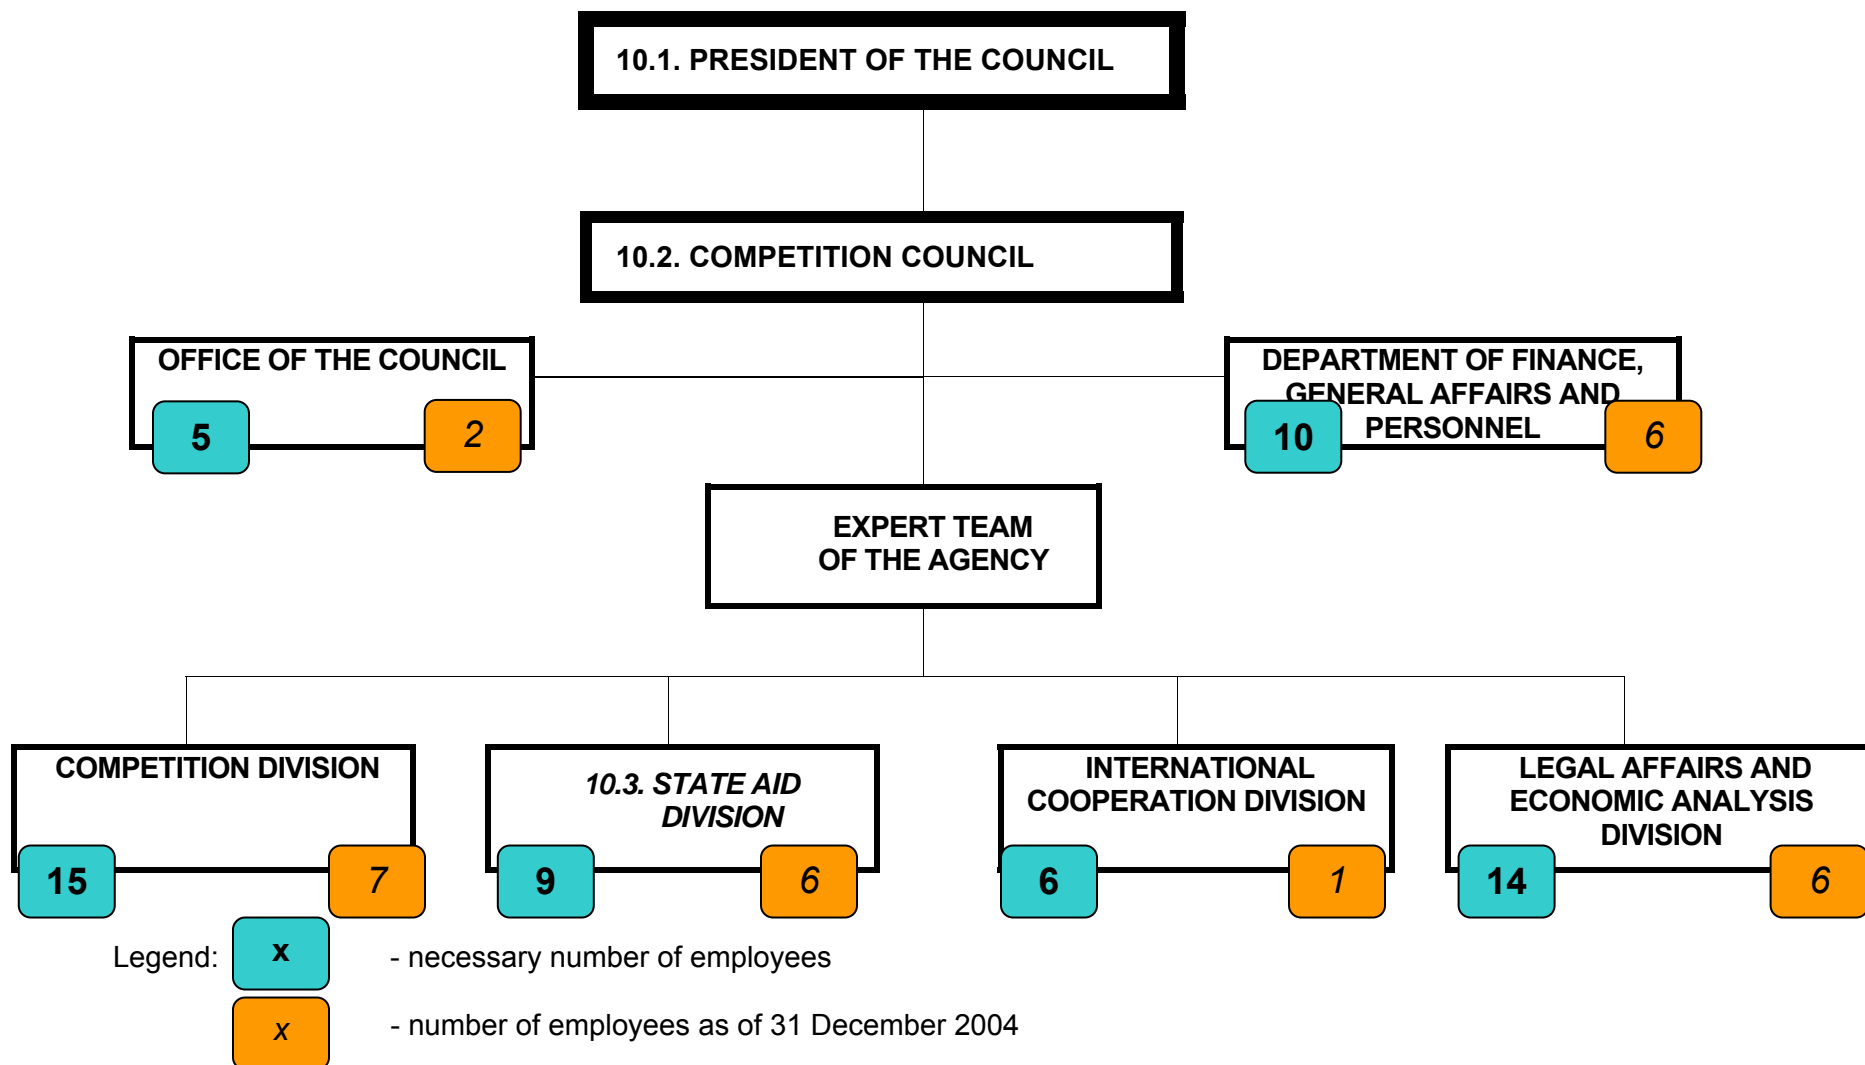 10.1. PRESIDENT OF THE COUNCIL
10.2. COMPETITION COUNCIL
OFFICE OF THE COUNCIL
5
2
DEPARTMENT OF FINANCE,
GENERAL AFFAIRS AND
PERSONNEL
10
6
EXPERT TEAM
OF THE AGENCY
COMPETITION DIVISION
15
7
10.3. STATE AID
DIVISION
9
6
INTERNATIONAL
COOPERATION DIVISION
6
1
LEGAL AFFAIRS AND
ECONOMIC ANALYSIS
DIVISION
14
6
Legend:
x
- necessary number of employees
x
- number of employees as of 31 December 2004